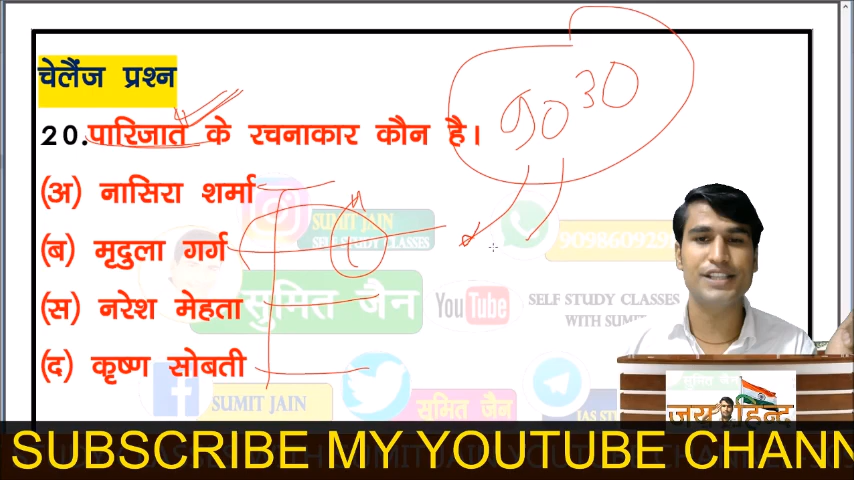 चेलेंज प्रश्न
9030
20.पारिजात के रचनाकार कौन है।
(अ) नासिरा शर्मा
SUMIT JAIN
SELF STUDY CLASSES
(ब) मृदुला गर्ग
(स) नरेश मेहता
सुमित जैन
YouTube
SELF STUDY CLASSES
WITH SUMIT
(द) कृष्ण सोबती
SUMIT JAIN
सुमित जैन
जय हिन्द
SUBSCRIBE MY YOUTUBE CHANN